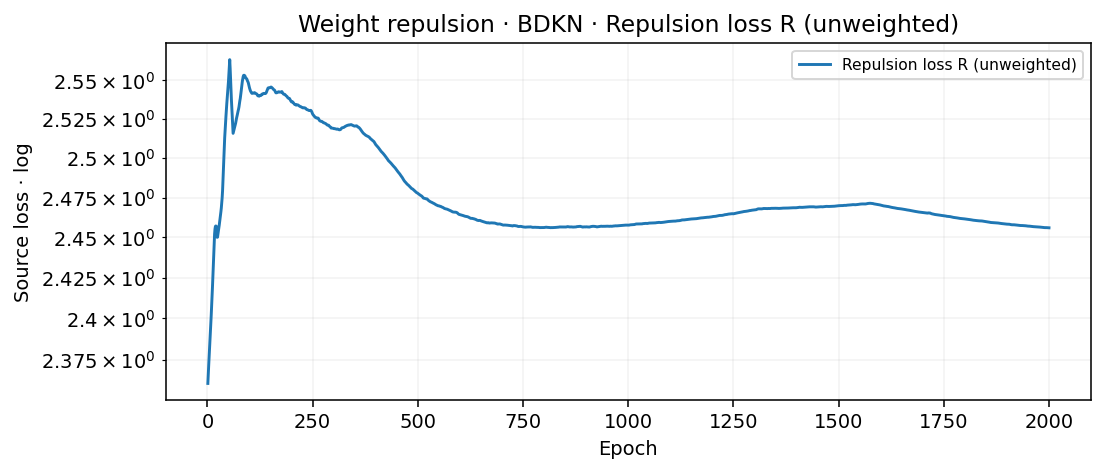 Weight repulsion · BDKN · Repulsion loss R (unweighted)
Repulsion loss R (unweighted)
Source loss · log
2.55 × 10⁰
2.525 × 10⁰
2.5 × 10⁰
2.475 × 10⁰
2.45 × 10⁰
2.425 × 10⁰
2.4 × 10⁰
2.375 × 10⁰
0 250 500 750 1000 1250 1500 1750 2000
Epoch